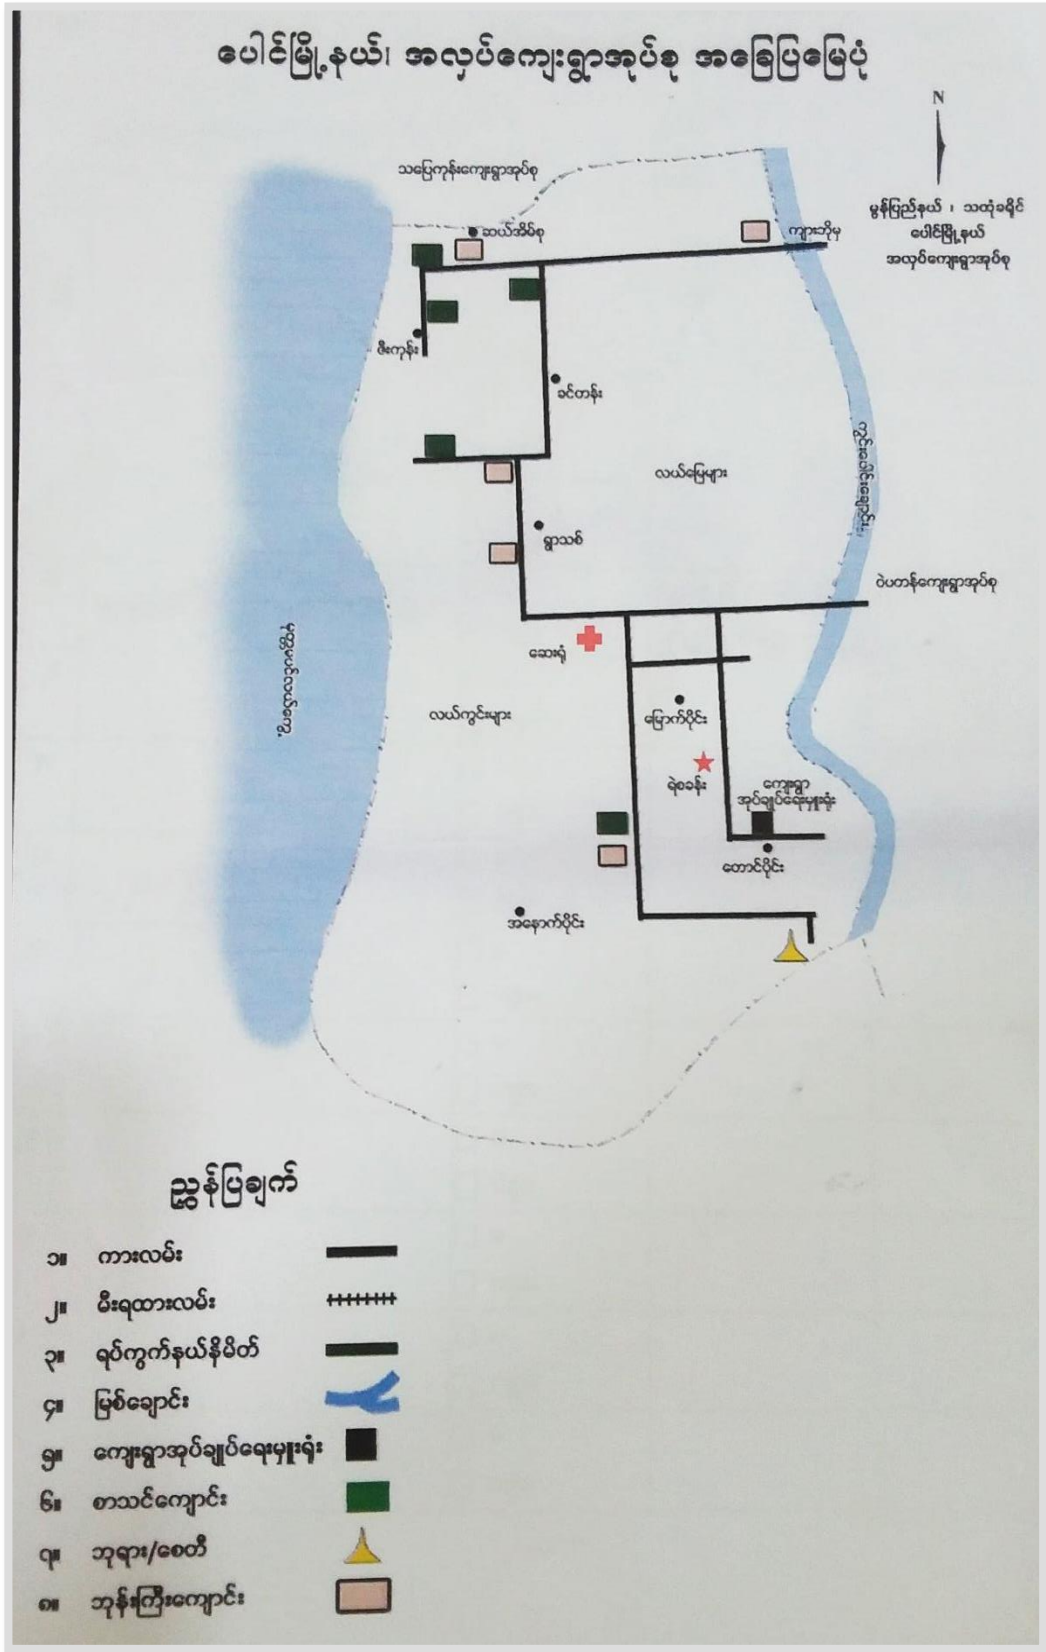 ပေါင်မြို့နယ်၊ အလှပ်ကျေးရွာအုပ်စု အခြေပြမြေပုံ
N
သပြေကုန်းကျေးရွာအုပ်စု
မွန်ပြည်နယ် ၊ သထုံခရိုင်
ပေါင်မြို့နယ်
အလှပ်ကျေးရွာအုပ်စု
ဆယ်အိမ်စု
ကျားဘိုမှ
ဇီးကုန်း
ခင်တန်း
လယ်မြေများ
ရွာသစ်
ဝဲပတန်ကျေးရွာအုပ်စု
ဆေးရုံ
လယ်ကွင်းများ
မြောက်ပိုင်း
ရဲစခန်း
ကျေးရွာ
အုပ်ချုပ်ရေးမှူးရုံး
တောင်ပိုင်း
အနောက်ပိုင်း
ညွှန်ပြချက်
၁။ ကားလမ်း
၂။ မီးရထားလမ်း
၃။ ရပ်ကွက်နယ်နိမိတ်
၄။ မြစ်ချောင်း
၅။ ကျေးရွာအုပ်ချုပ်ရေးမှူးရုံး
၆။ စာသင်ကျောင်း
၇။ ဘုရား/စေတီ
၈။ ဘုန်းကြီးကျောင်း